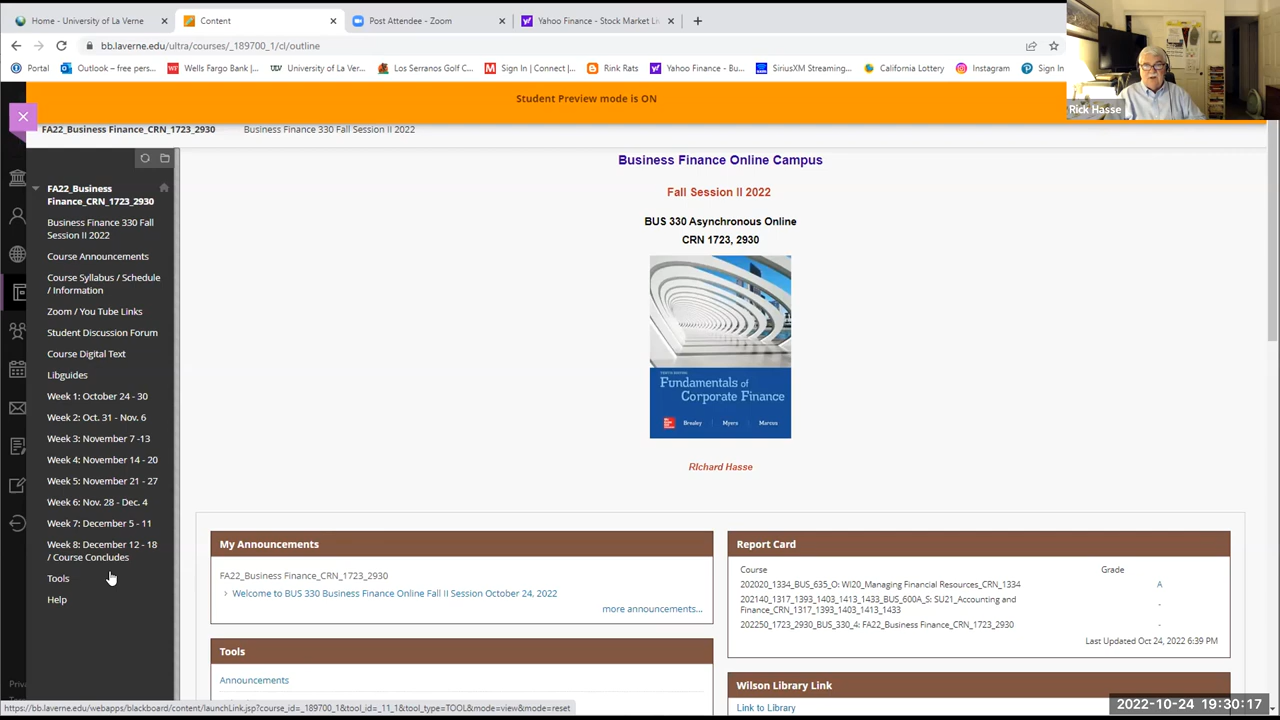 Home - University of La Verne
Content
Post Attendee - Zoom
Yahoo Finance - Stock Market Li
bb.laverne.edu/ultra/courses/_189700_1/cl/outline
Portal
Outlook – free pers...
Wells Fargo Bank |...
University of La Ver...
Los Serranos Golf C...
Sign In | Connect |...
Rink Rats
Yahoo Finance - Bu...
SiriusXM Streaming...
California Lottery
Instagram
Sign In
Student Preview mode is ON
Rick Hasse
FA22_Business Finance_CRN_1723_2930
Business Finance 330 Fall Session II 2022
FA22_Business
Finance_CRN_1723_2930
Business Finance 330 Fall
Session II 2022
Course Announcements
Course Syllabus / Schedule
/ Information
Zoom / You Tube Links
Student Discussion Forum
Course Digital Text
Libguides
Week 1: October 24 - 30
Week 2: Oct. 31 - Nov. 6
Week 3: November 7 -13
Week 4: November 14 - 20
Week 5: November 21 - 27
Week 6: Nov. 28 - Dec. 4
Week 7: December 5 - 11
Week 8: December 12 - 18
/ Course Concludes
Tools
Help
Business Finance Online Campus
Fall Session II 2022
BUS 330 Asynchronous Online
CRN 1723, 2930
Fundamentals of
Corporate Finance
Brealey
Myers
Marcus
RIchard Hasse
My Announcements
FA22_Business Finance_CRN_1723_2930
Welcome to BUS 330 Business Finance Online Fall II Session October 24, 2022
more announcements...
Tools
Announcements
Report Card
Course
Grade
202020_1334_BUS_635_O: WI20_Managing Financial Resources_CRN_1334
A
202140_1317_1393_1403_1413_1433_BUS_600A_S: SU21_Accounting and
Finance_CRN_1317_1393_1403_1413_1433
-
202250_1723_2930_BUS_330_4: FA22_Business Finance_CRN_1723_2930
-
Last Updated Oct 24, 2022 6:39 PM
Wilson Library Link
Link to Library
Priv
https://bb.laverne.edu/webapps/blackboard/content/launchLink.jsp?course_id=_189700_1&tool_id=_11_1&tool_type=TOOL&mode=view&mode=reset
2022-10-24 19:30:17